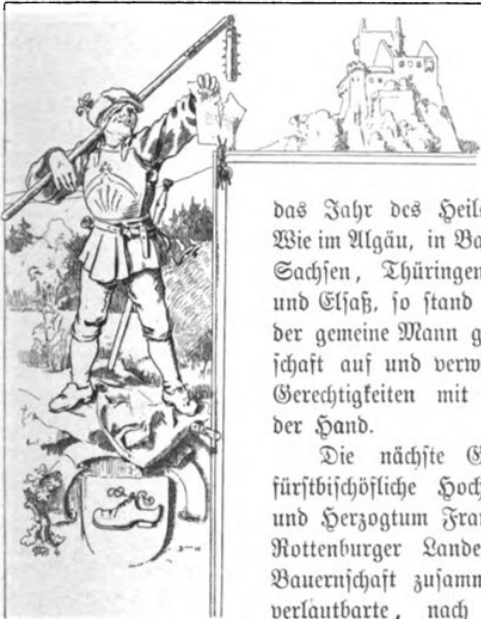 das Jahr des Heils
Wie im Algäu, in Ba
Sachsen, Thüringen
und Elsaß, so stand
der gemeine Mann g
schaft auf und verw
Gerechtigkeiten mit
der Hand.
Die nächste G
fürstbischöfliche Hoch
und Herzogtum Fran
Rottenburger Lande
Bauernschaft zusamm
verlautbarte, nach